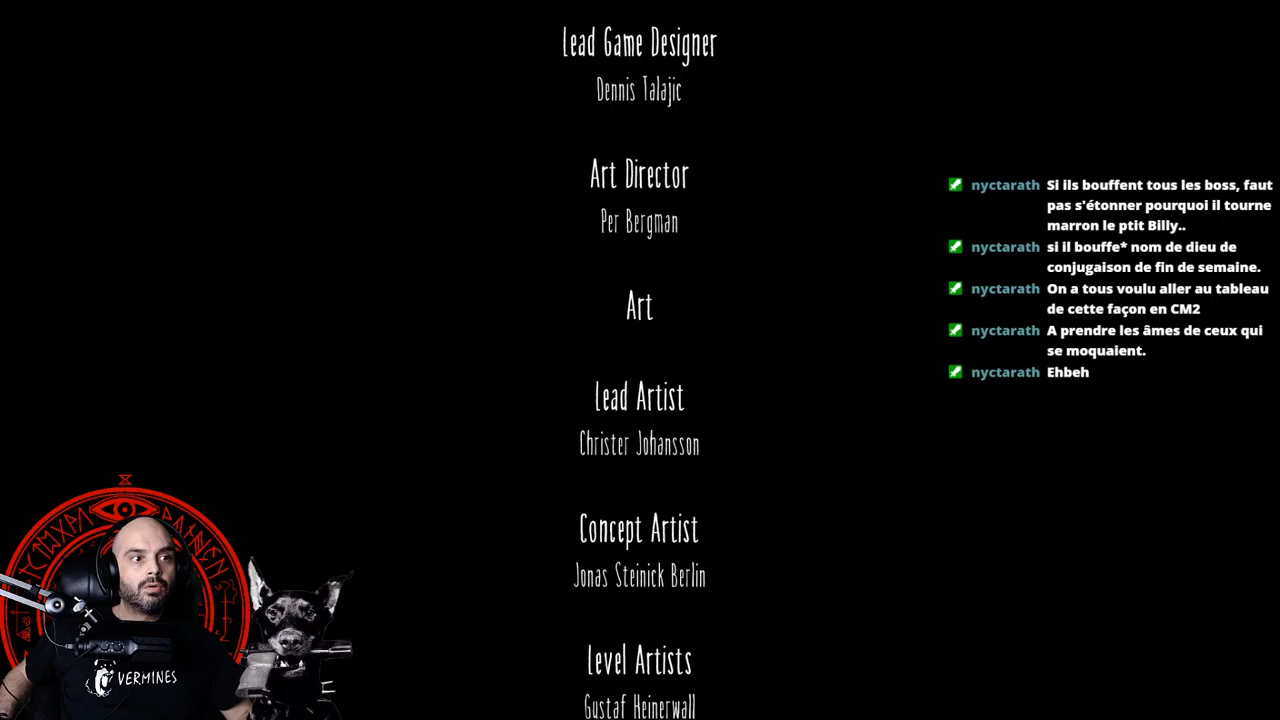 Lead Game Designer
Dennis Talajic
Art Director
Per Bergman
Art
Lead Artist
Christer Johansson
Concept Artist
Jonas Steinick Berlin
Level Artists
Gustaf Heinerwall
nyctarath Si ils bouffent tous les boss, faut
pas s'étonner pourquoi il tourne
marron le ptit Billy..
nyctarath si il bouffe* nom de dieu de
conjugaison de fin de semaine.
nyctarath On a tous voulu aller au tableau
de cette façon en CM2
nyctarath A prendre les âmes de ceux qui
se moquaient.
nyctarath Ehbeh
VERMINES